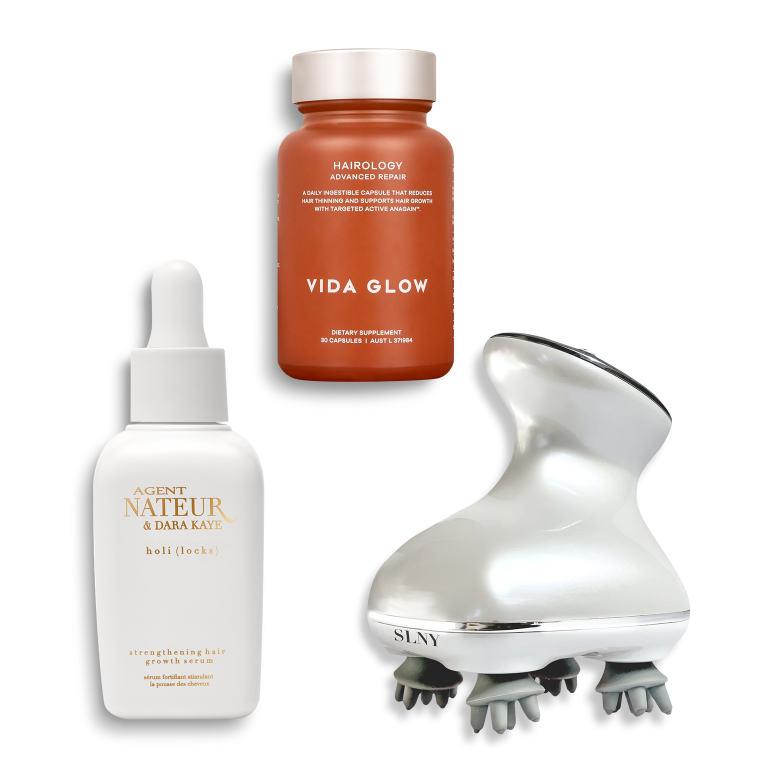 HAIROLOGY
ADVANCED REPAIR
A DAILY INGESTIBLE CAPSULE THAT REDUCES
HAIR THINNING AND SUPPORTS HAIR GROWTH
WITH TARGETED ACTIVE ANAGAIN™.
VIDA GLOW
DIETARY SUPPLEMENT
30 CAPSULES | AUST L 371984
AGENT
NATEUR
& DARA KAYE
holi (locks)
strengthening hair
growth serum
sérum fortifiant stimulant
la pousse des cheveux
SLNY